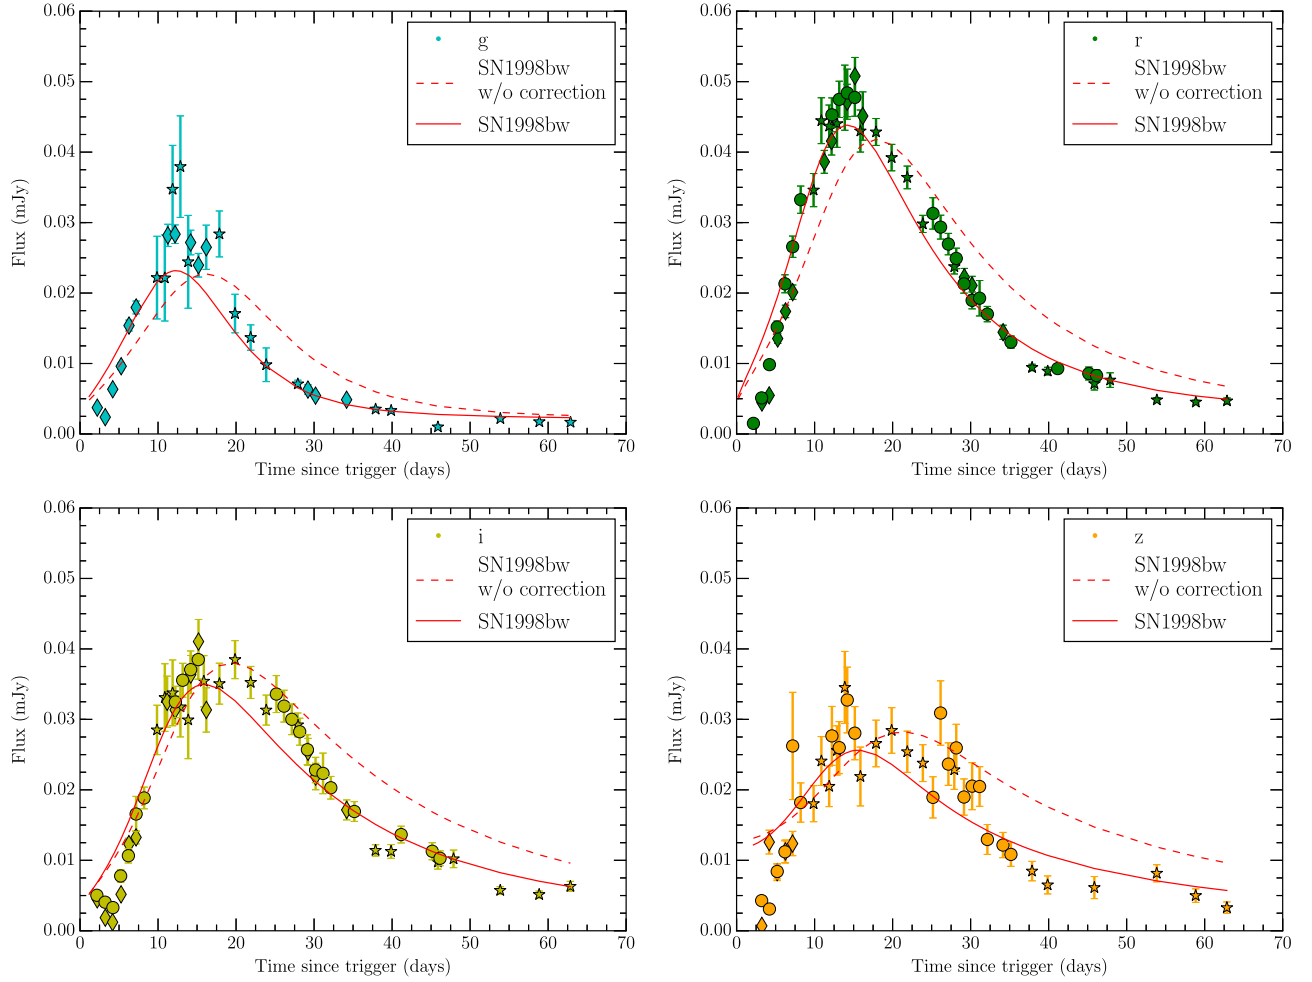 0.06
0.05
0.04
0.03
0.02
0.01
0.00
Flux (mJy)
0 10 20 30 40 50 60 70
Time since trigger (days)
g
SN1998bw
w/o correction
SN1998bw
0.06
0.05
0.04
0.03
0.02
0.01
0.00
Flux (mJy)
0 10 20 30 40 50 60 70
Time since trigger (days)
r
SN1998bw
w/o correction
SN1998bw
0.06
0.05
0.04
0.03
0.02
0.01
0.00
Flux (mJy)
0 10 20 30 40 50 60 70
Time since trigger (days)
i
SN1998bw
w/o correction
SN1998bw
0.06
0.05
0.04
0.03
0.02
0.01
0.00
Flux (mJy)
0 10 20 30 40 50 60 70
Time since trigger (days)
z
SN1998bw
w/o correction
SN1998bw